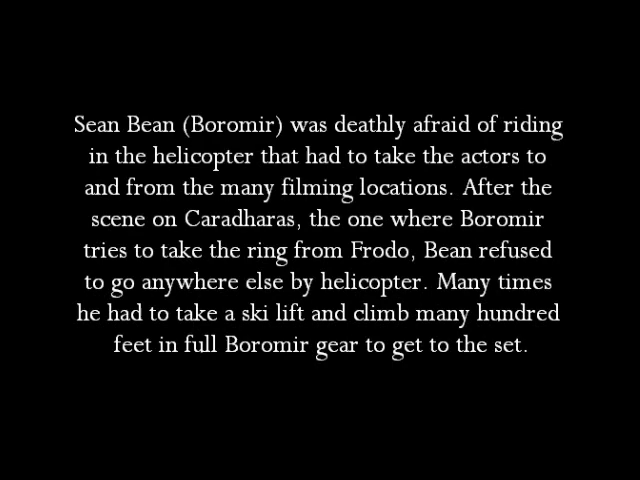 Sean Bean (Boromir) was deathly afraid of riding
in the helicopter that had to take the actors to
and from the many filming locations. After the
scene on Caradharas, the one where Boromir
tries to take the ring from Frodo, Bean refused
to go anywhere else by helicopter. Many times
he had to take a ski lift and climb many hundred
feet in full Boromir gear to get to the set.